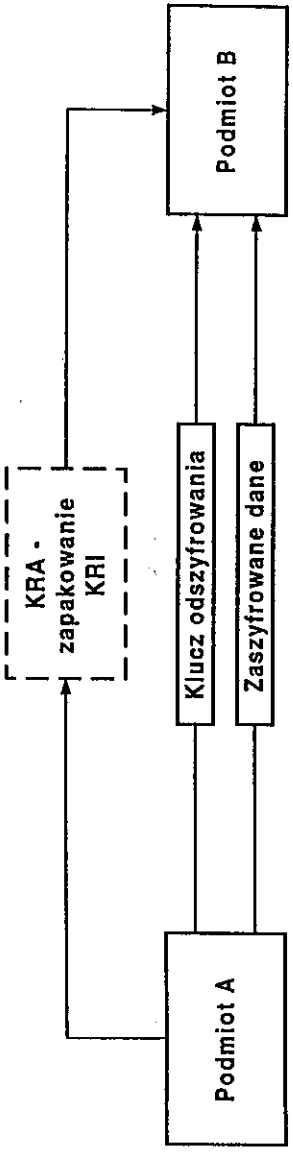 KRA -
zapakowanie
KRI
Podmiot A
Klucz odszyfrowania
Zaszyfrowane dane
Podmiot B